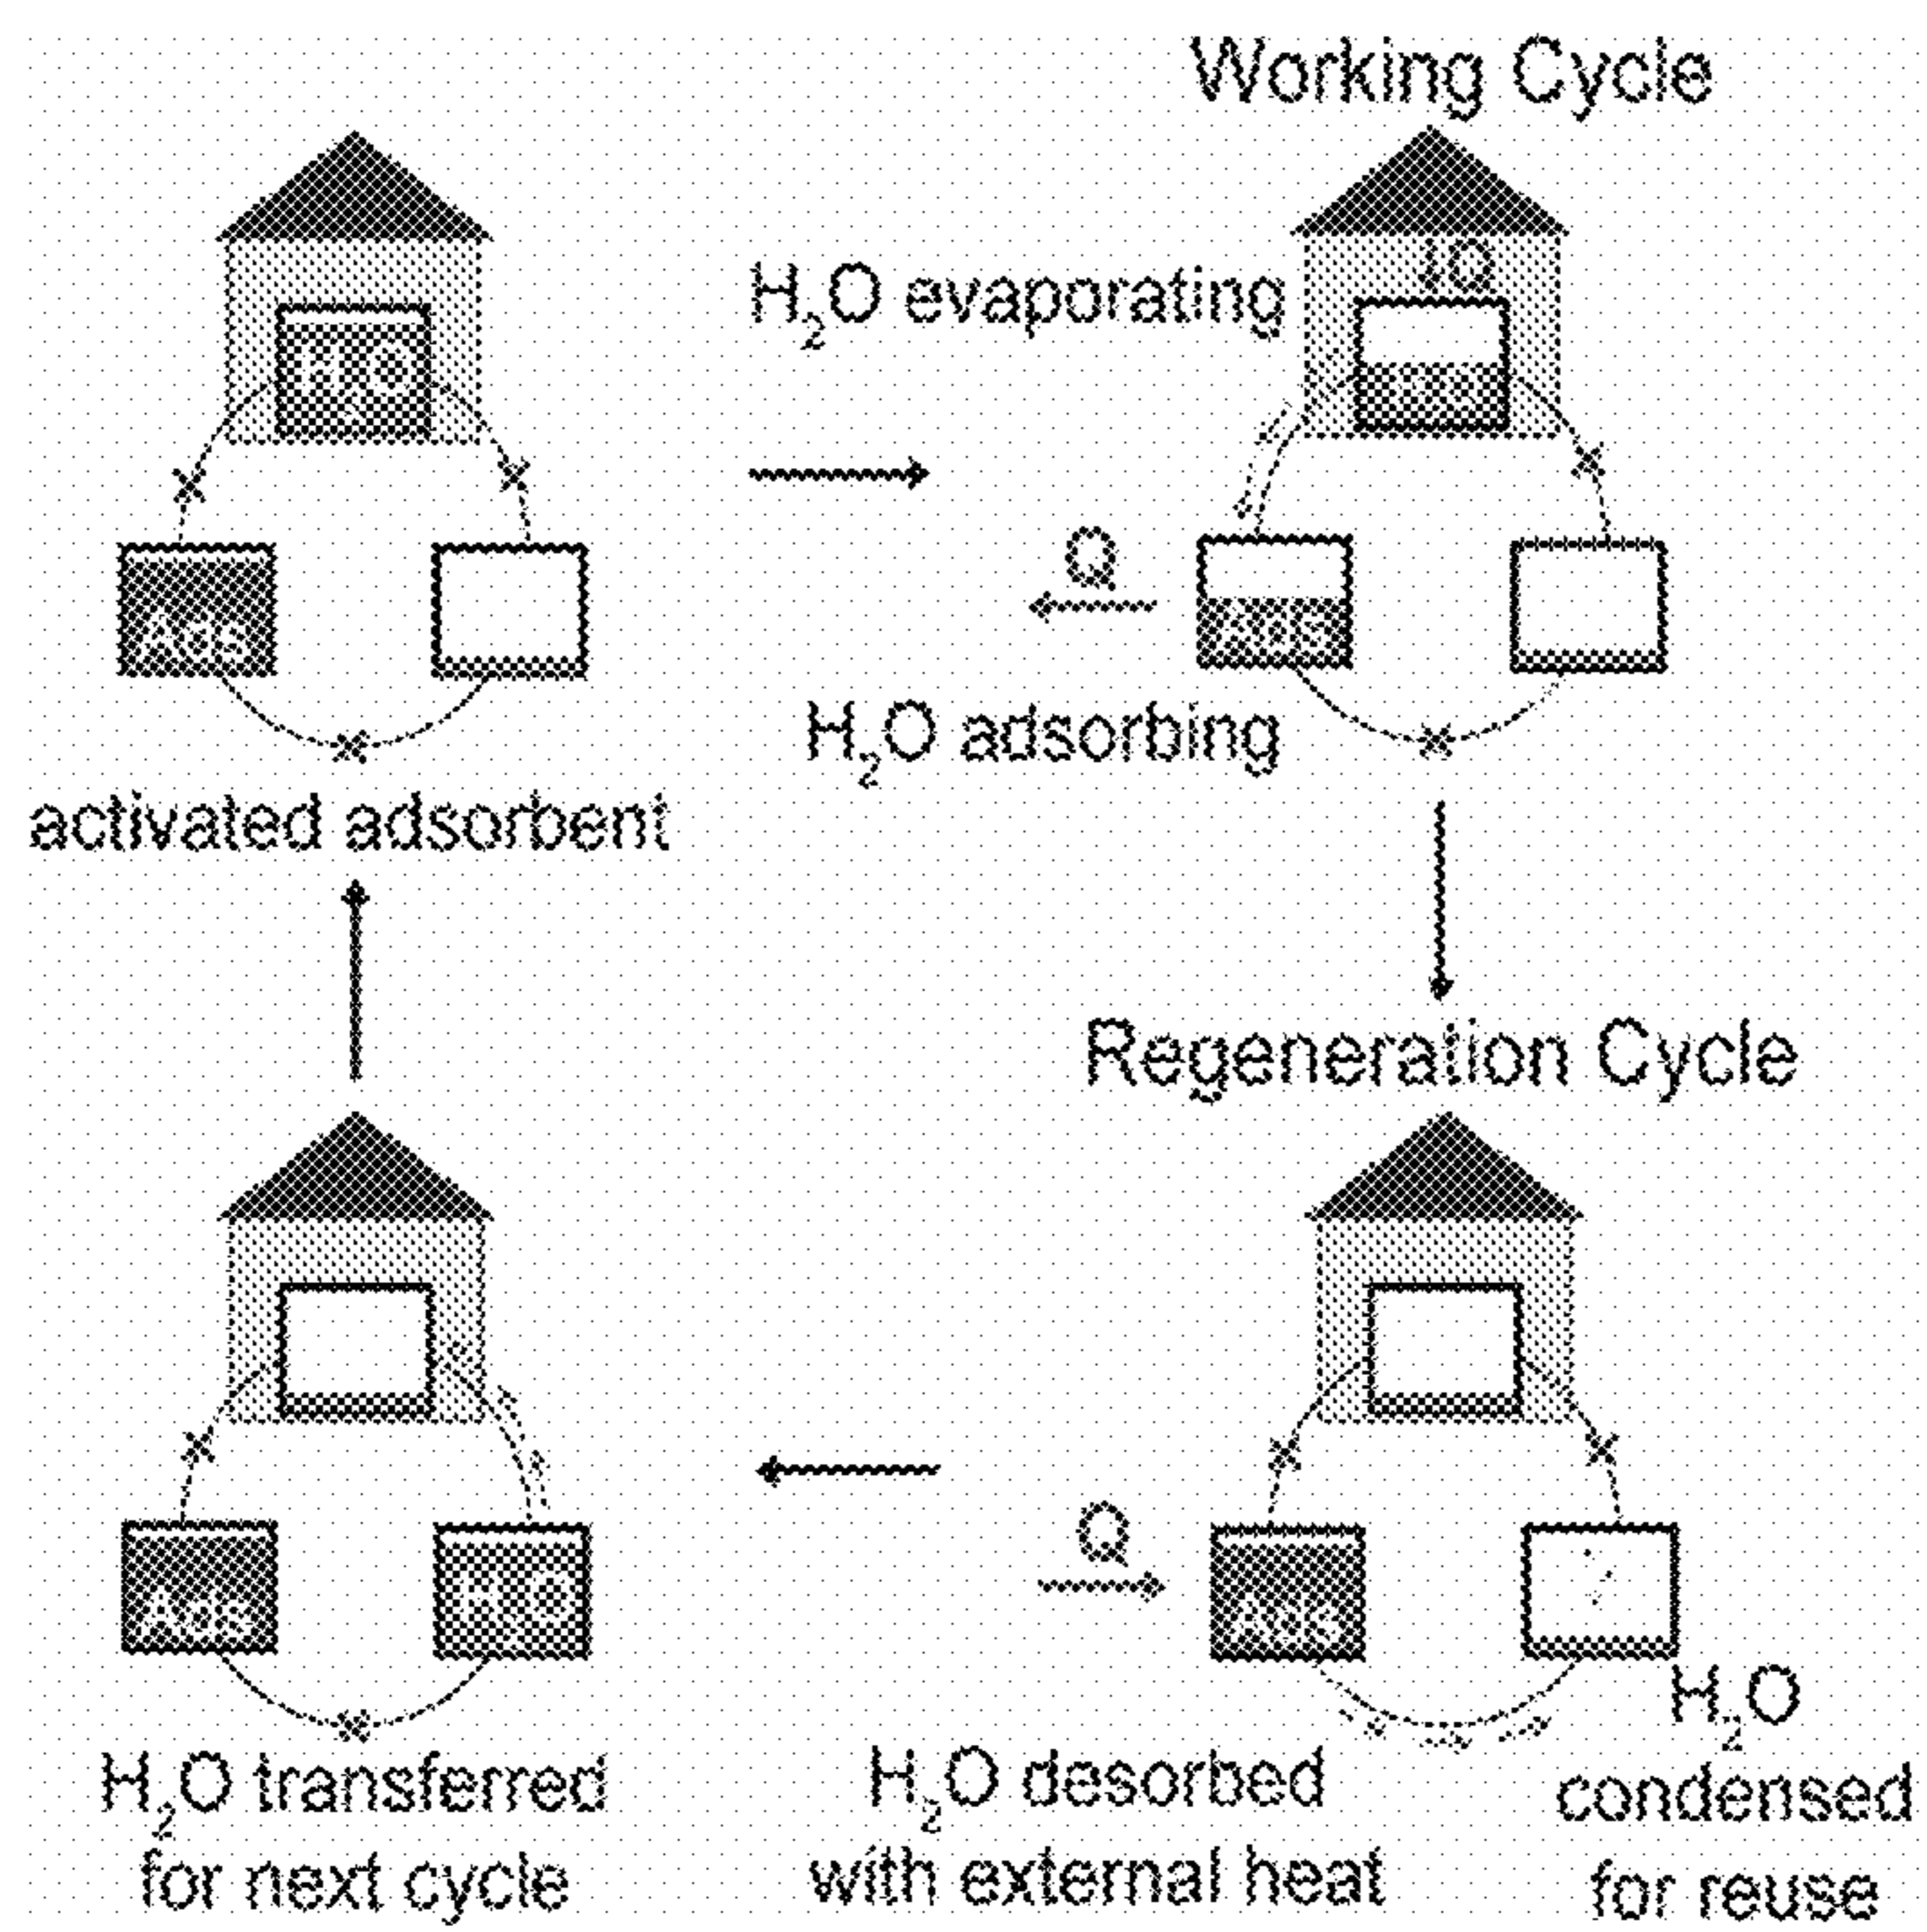 Working Cycle
H₂O
H₂O evaporating
↓Q
Q
Ads
Ads
H₂O adsorbing
activated adsorbent
Regeneration Cycle
Q
Ads
H₂O
Ads
H₂O
H₂O transferred
for next cycle
H₂O desorbed
with external heat
condensed
for reuse